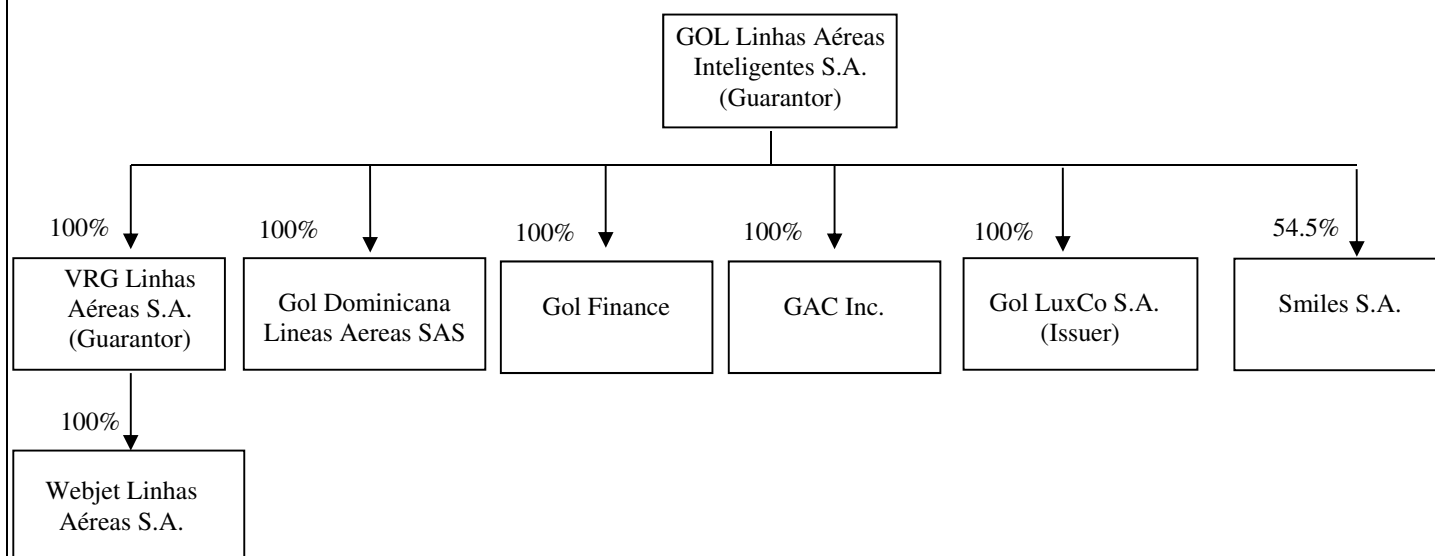 GOL Linhas Aéreas
Inteligentes S.A.
(Guarantor)
100%
100%
100%
100%
100%
54.5%
VRG Linhas
Aéreas S.A.
(Guarantor)
Gol Dominicana
Lineas Aereas SAS
Gol Finance
GAC Inc.
Gol LuxCo S.A.
(Issuer)
Smiles S.A.
100%
Webjet Linhas
Aéreas S.A.